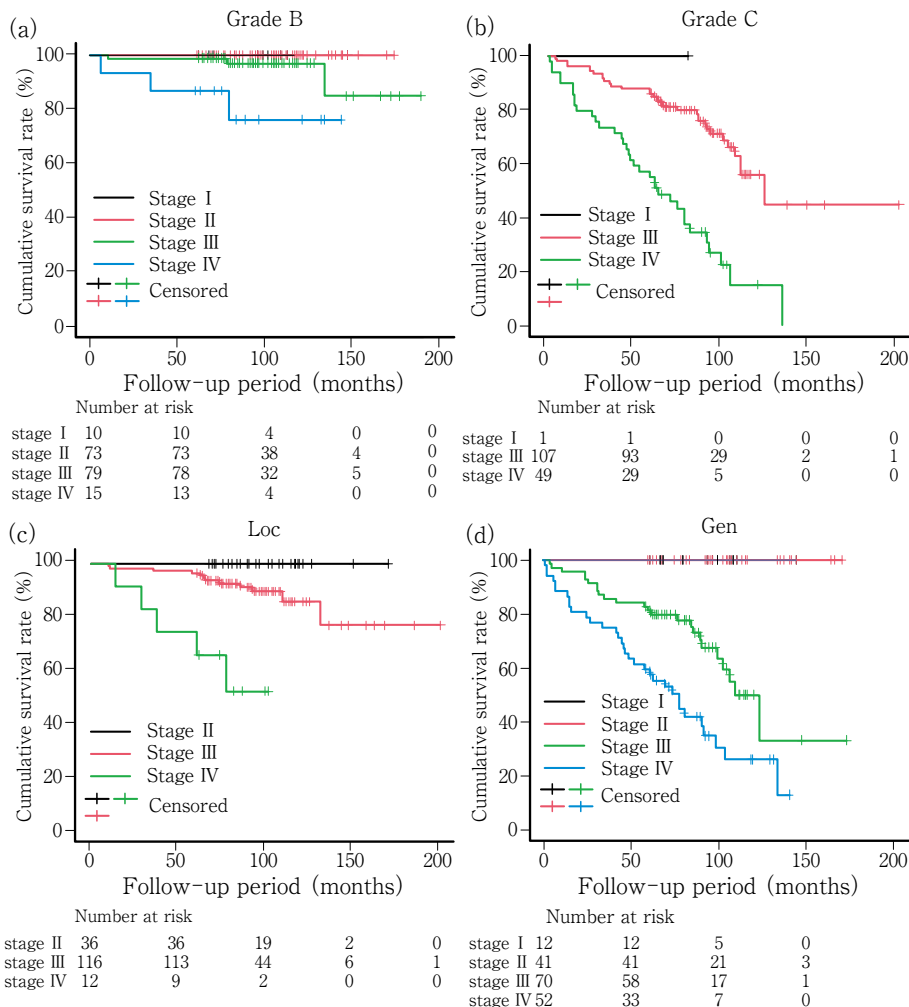 (a)
Grade B
Cumulative survival rate (%)
100
80
60
40
20
0
Stage Ⅰ
Stage Ⅱ
Stage Ⅲ
Stage Ⅳ
Censored
0 50 100 150 200
Follow-up period (months)
Number at risk
stage Ⅰ 10 10 4 0 0
stage Ⅱ 73 73 38 4 0
stage Ⅲ 79 78 32 5 0
stage Ⅳ 15 13 4 0 0
(b)
Grade C
Cumulative survival rate (%)
100
80
60
40
20
0
Stage Ⅰ
Stage Ⅲ
Stage Ⅳ
Censored
0 50 100 150 200
Follow-up period (months)
Number at risk
stage Ⅰ 1 1 0 0 0
stage Ⅲ 107 93 29 2 1
stage Ⅳ 49 29 5 0 0
(c)
Loc
Cumulative survival rate (%)
100
80
60
40
20
0
Stage Ⅱ
Stage Ⅲ
Stage Ⅳ
Censored
0 50 100 150 200
Follow-up period (months)
Number at risk
stage Ⅱ 36 36 19 2 0
stage Ⅲ 116 113 44 6 1
stage Ⅳ 12 9 2 0 0
(d)
Gen
Cumulative survival rate (%)
100
80
60
40
20
0
Stage Ⅰ
Stage Ⅱ
Stage Ⅲ
Stage Ⅳ
Censored
0 50 100 150 200
Follow-up period (months)
Number at risk
stage Ⅰ 12 12 5 0
stage Ⅱ 41 41 21 3
stage Ⅲ 70 58 17 1
stage Ⅳ 52 33 7 0